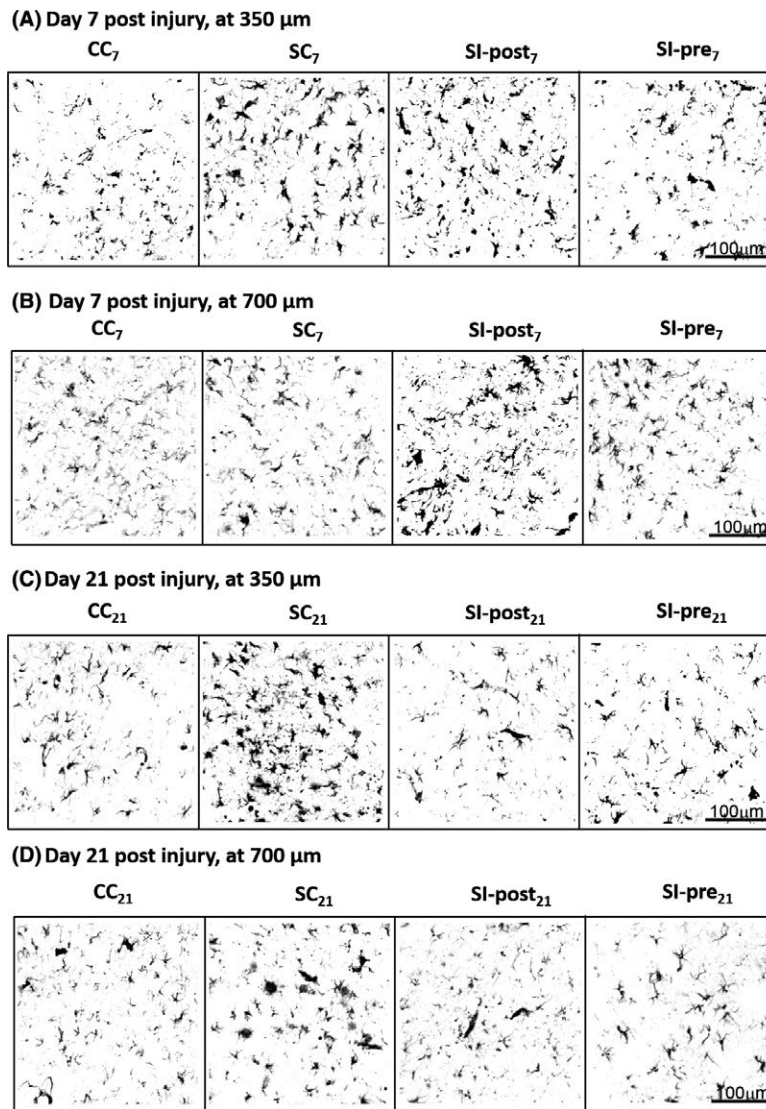 (A) Day 7 post injury, at 350 µm
CC₇ SC₇ SI-post₇ SI-pre₇
100µm
(B) Day 7 post injury, at 700 µm
CC₇ SC₇ SI-post₇ SI-pre₇
100µm
(C) Day 21 post injury, at 350 µm
CC₂₁ SC₂₁ SI-post₂₁ SI-pre₂₁
100µm
(D) Day 21 post injury, at 700 µm
CC₂₁ SC₂₁ SI-post₂₁ SI-pre₂₁
100µm